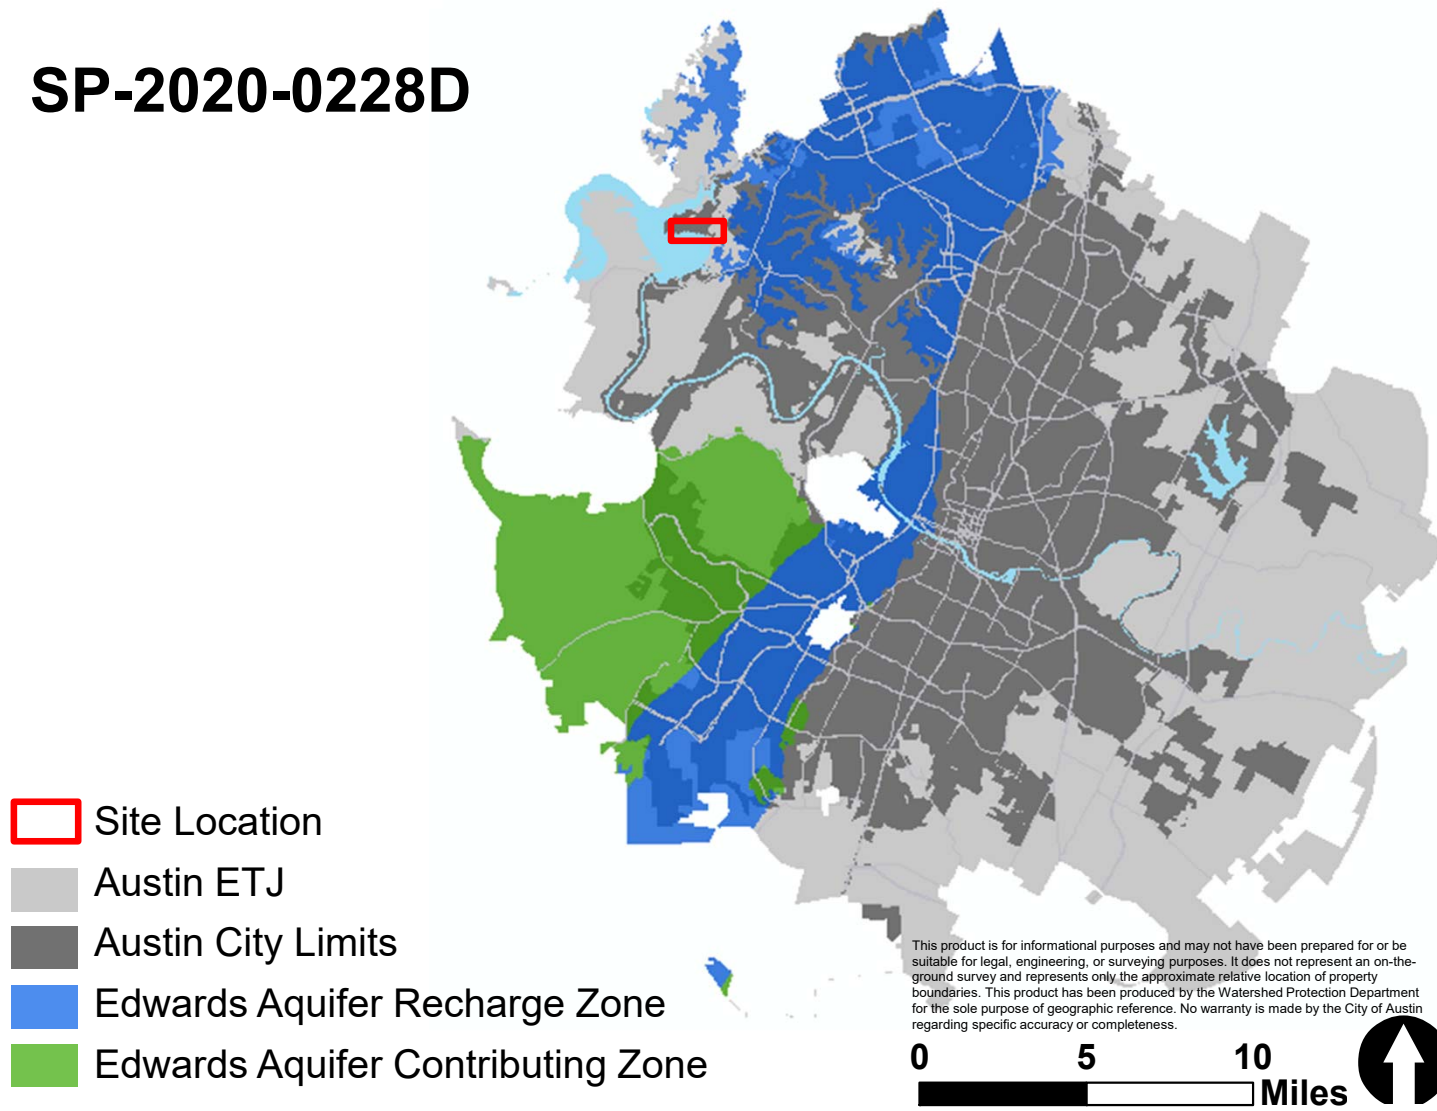 SP-2020-0228D
Site Location
Austin ETJ
Austin City Limits
Edwards Aquifer Recharge Zone
Edwards Aquifer Contributing Zone
This product is for informational purposes and may not have been prepared for or be
suitable for legal, engineering, or surveying purposes. It does not represent an on-the-
ground survey and represents only the approximate relative location of property
boundaries. This product has been produced by the Watershed Protection Department
for the sole purpose of geographic reference. No warranty is made by the City of Austin
regarding specific accuracy or completeness.
0 5 10
Miles